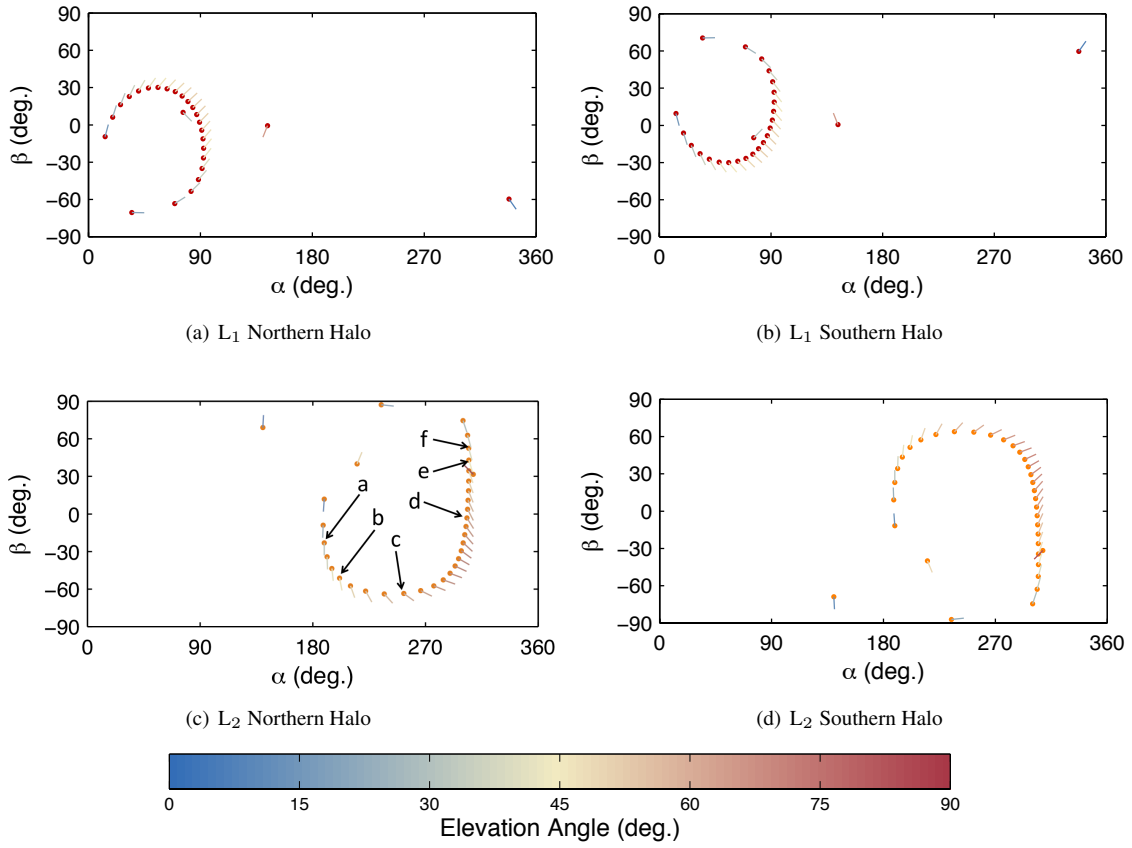 90
60
30
0
−30
−60
−90
β (deg.)
0 90 180 270 360
α (deg.)
(a) L1 Northern Halo
90
60
30
0
−30
−60
−90
β (deg.)
0 90 180 270 360
α (deg.)
(b) L1 Southern Halo
90
60
30
0
−30
−60
−90
β (deg.)
a
b
c
d
e
f
0 90 180 270 360
α (deg.)
(c) L2 Northern Halo
90
60
30
0
−30
−60
−90
β (deg.)
0 90 180 270 360
α (deg.)
(d) L2 Southern Halo
0 15 30 45 60 75 90
Elevation Angle (deg.)